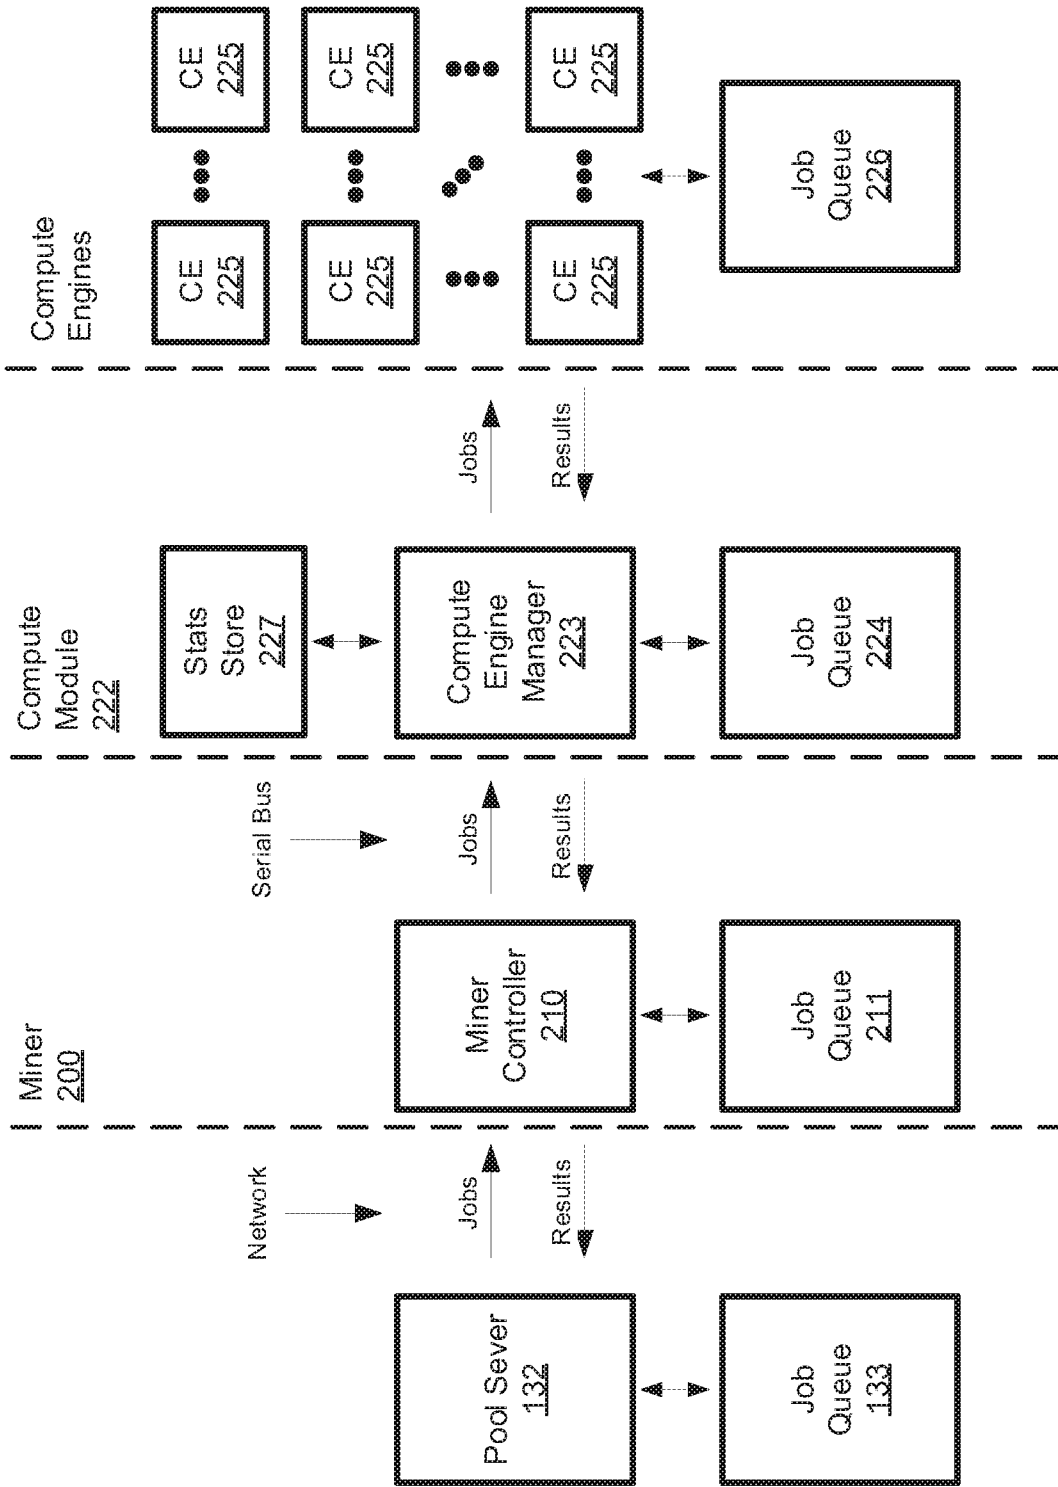 Miner
200
Compute
Module
222
Compute
Engines
Network
Serial Bus
Pool Sever
132
Jobs
Results
Job
Queue
133
Miner
Controller
210
Jobs
Results
Job
Queue
211
Stats
Store
227
Compute
Engine
Manager
223
Jobs
Results
Job
Queue
224
CE
225
CE
225
CE
225
CE
225
CE
225
CE
225
Job
Queue
226